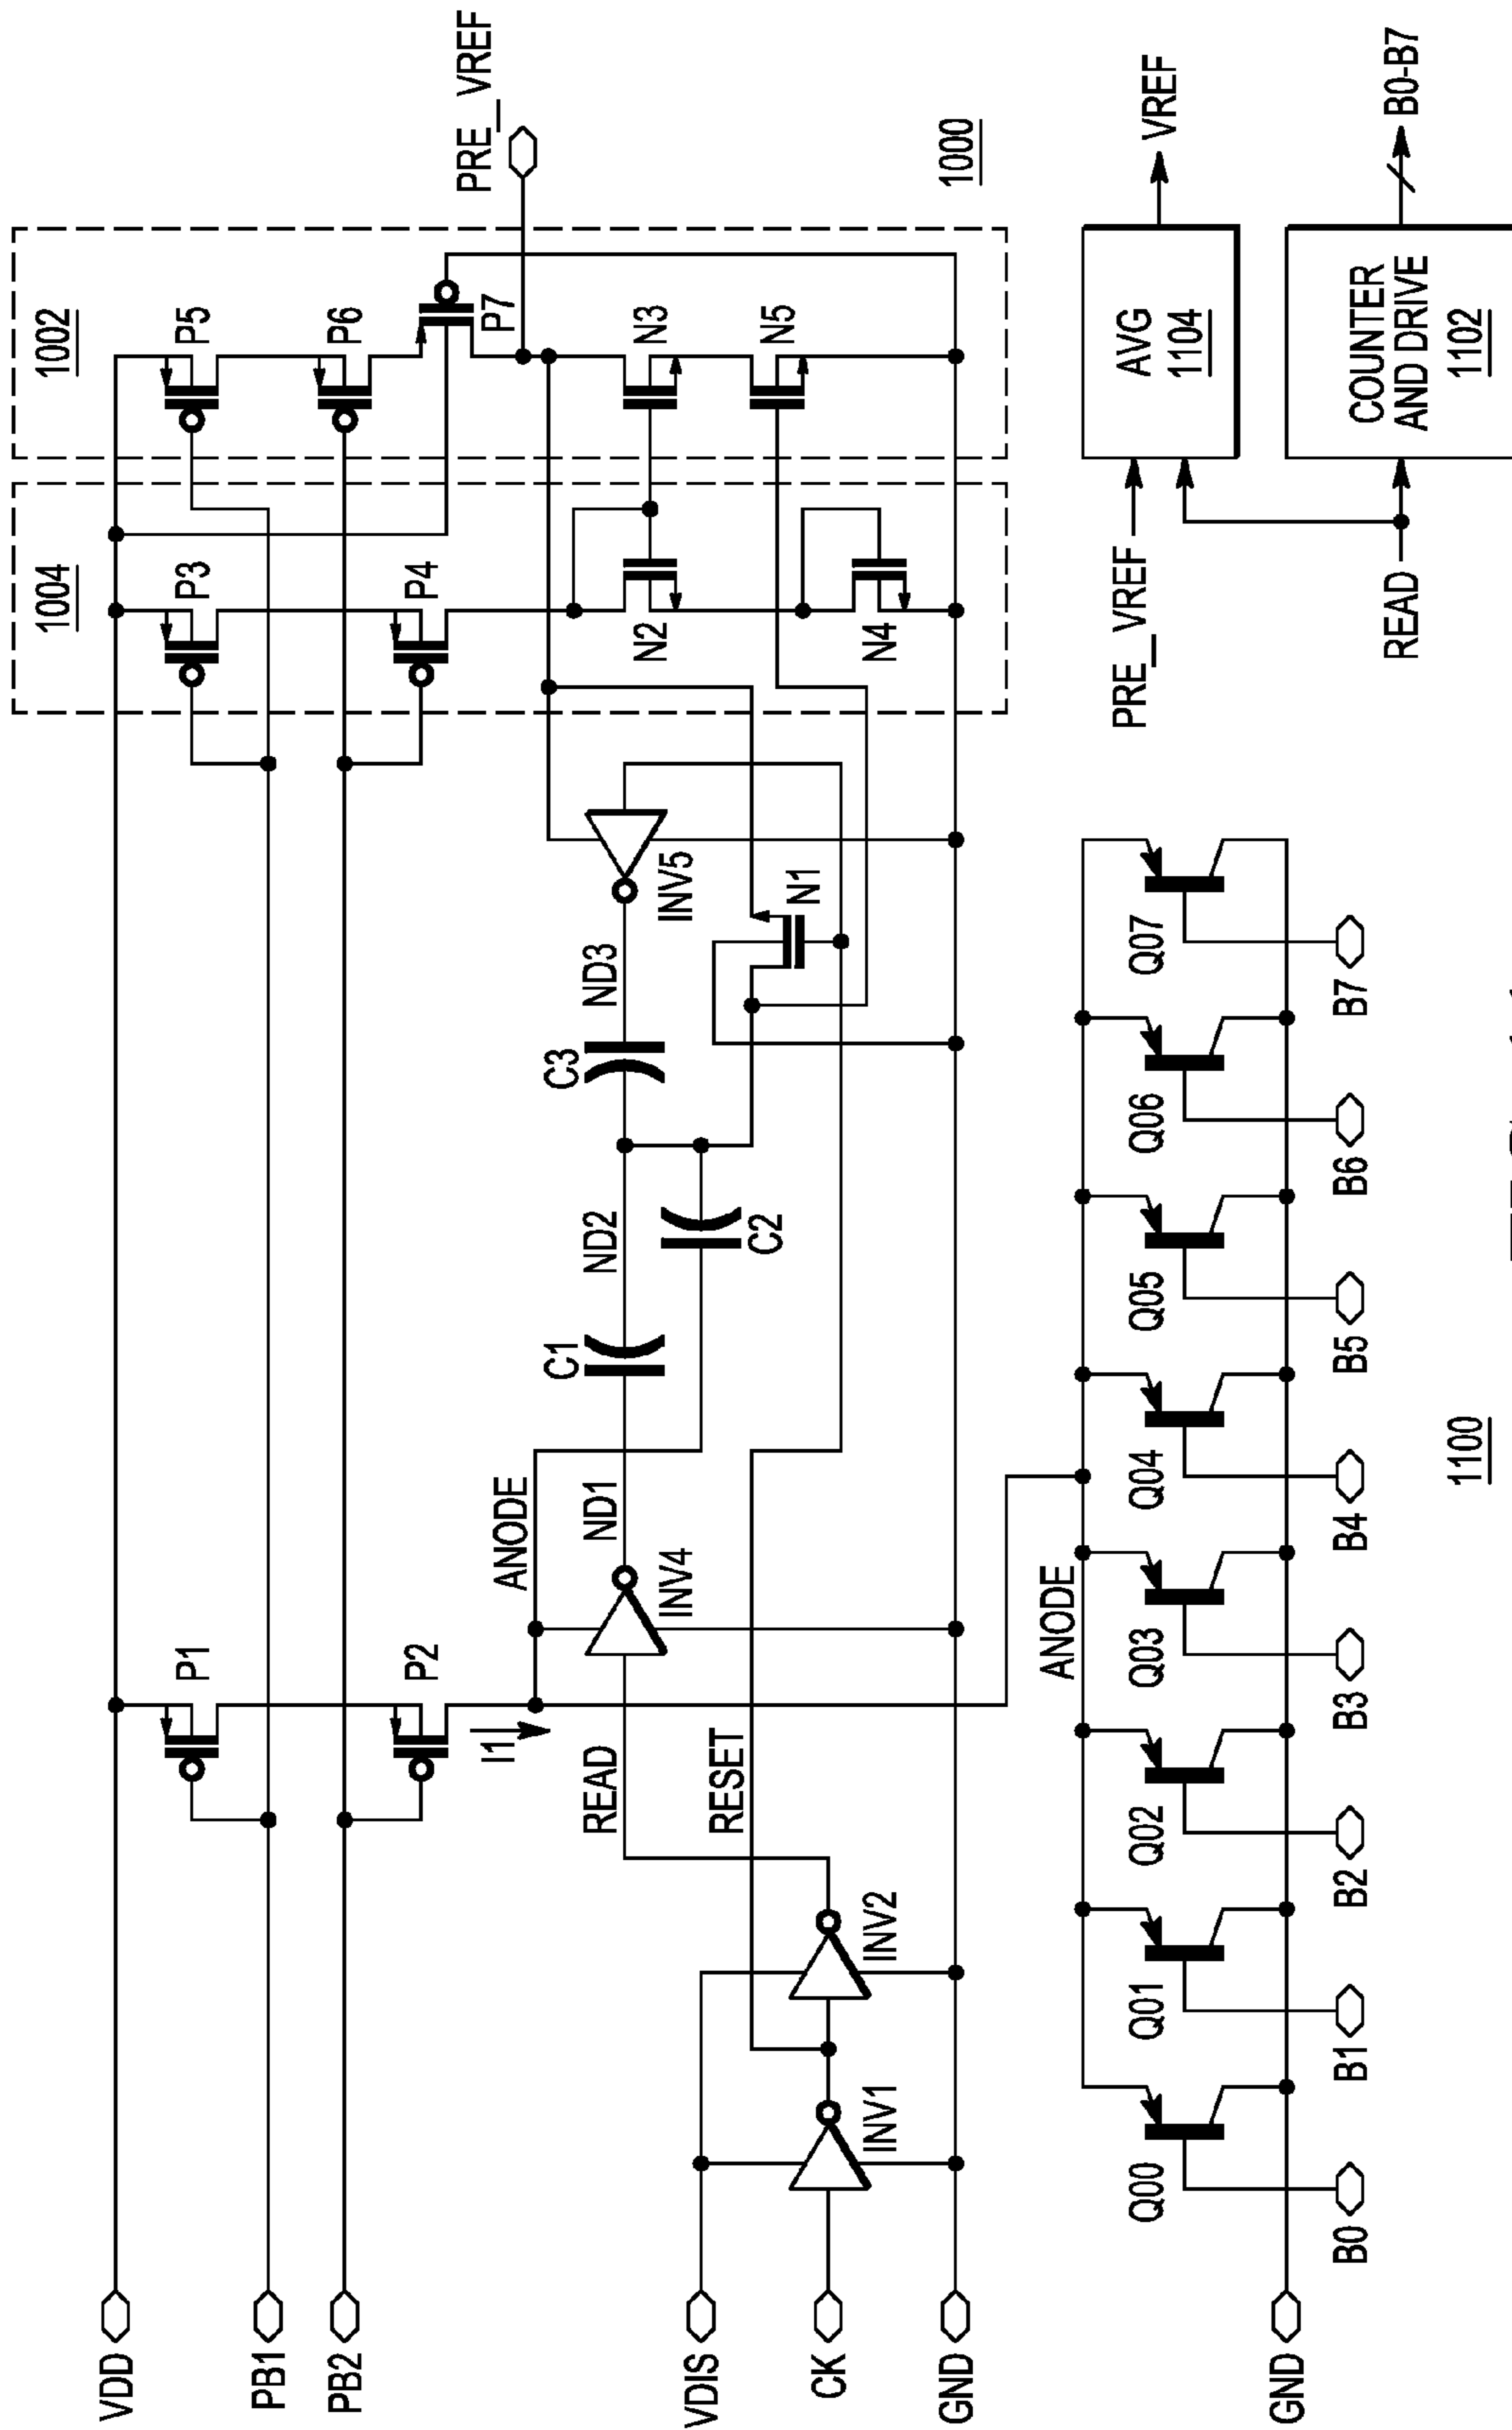 VDD
PB1
PB2
VDIS
CK
GND
P1
P2
I1
ANODE
READ
RESET
INV1
INV2
INV4
ND1
C1
ND2
C2
C3
ND3
INV5
N1
1004
P3
P4
N2
N4
1002
P5
P6
P7
N3
N5
PRE_VREF
1000
ANODE
Q00
Q01
Q02
Q03
Q04
Q05
Q06
Q07
B0
B1
B2
B3
B4
B5
B6
B7
GND
1100
PRE_VREF
READ
AVG
1104
VREF
COUNTER
AND DRIVE
1102
B0-B7